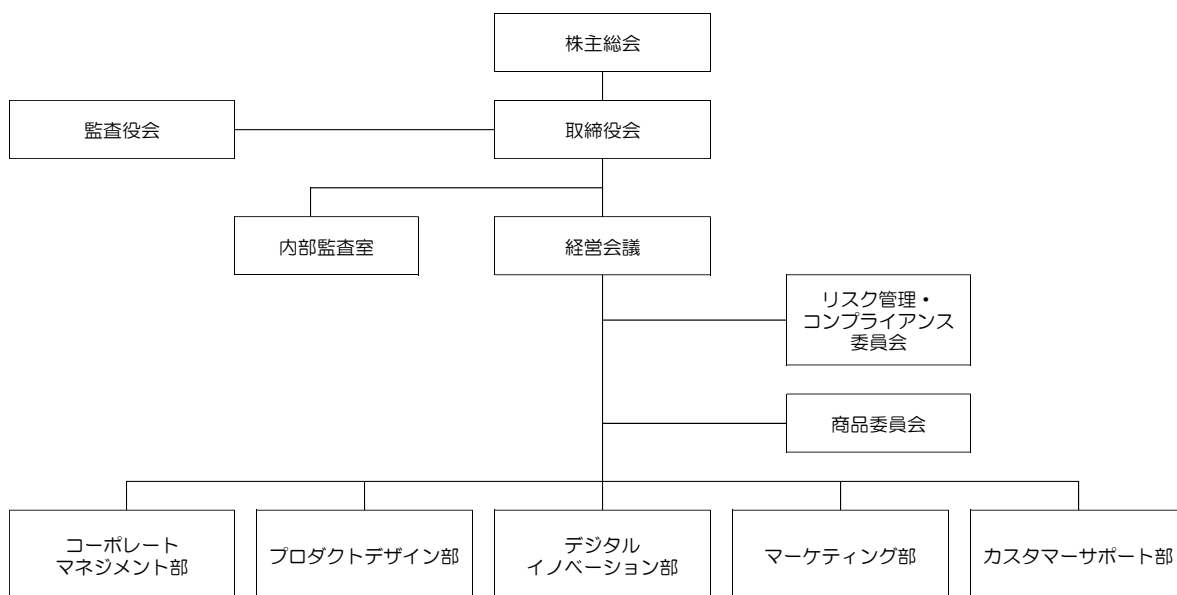 株主総会
監査役会
取締役会
内部監査室
経営会議
リスク管理・
コンプライアンス
委員会
商品委員会
コーポレート
マネジメント部
プロダクトデザイン部
デジタル
イノベーション部
マーケティング部
カスタマーサポート部